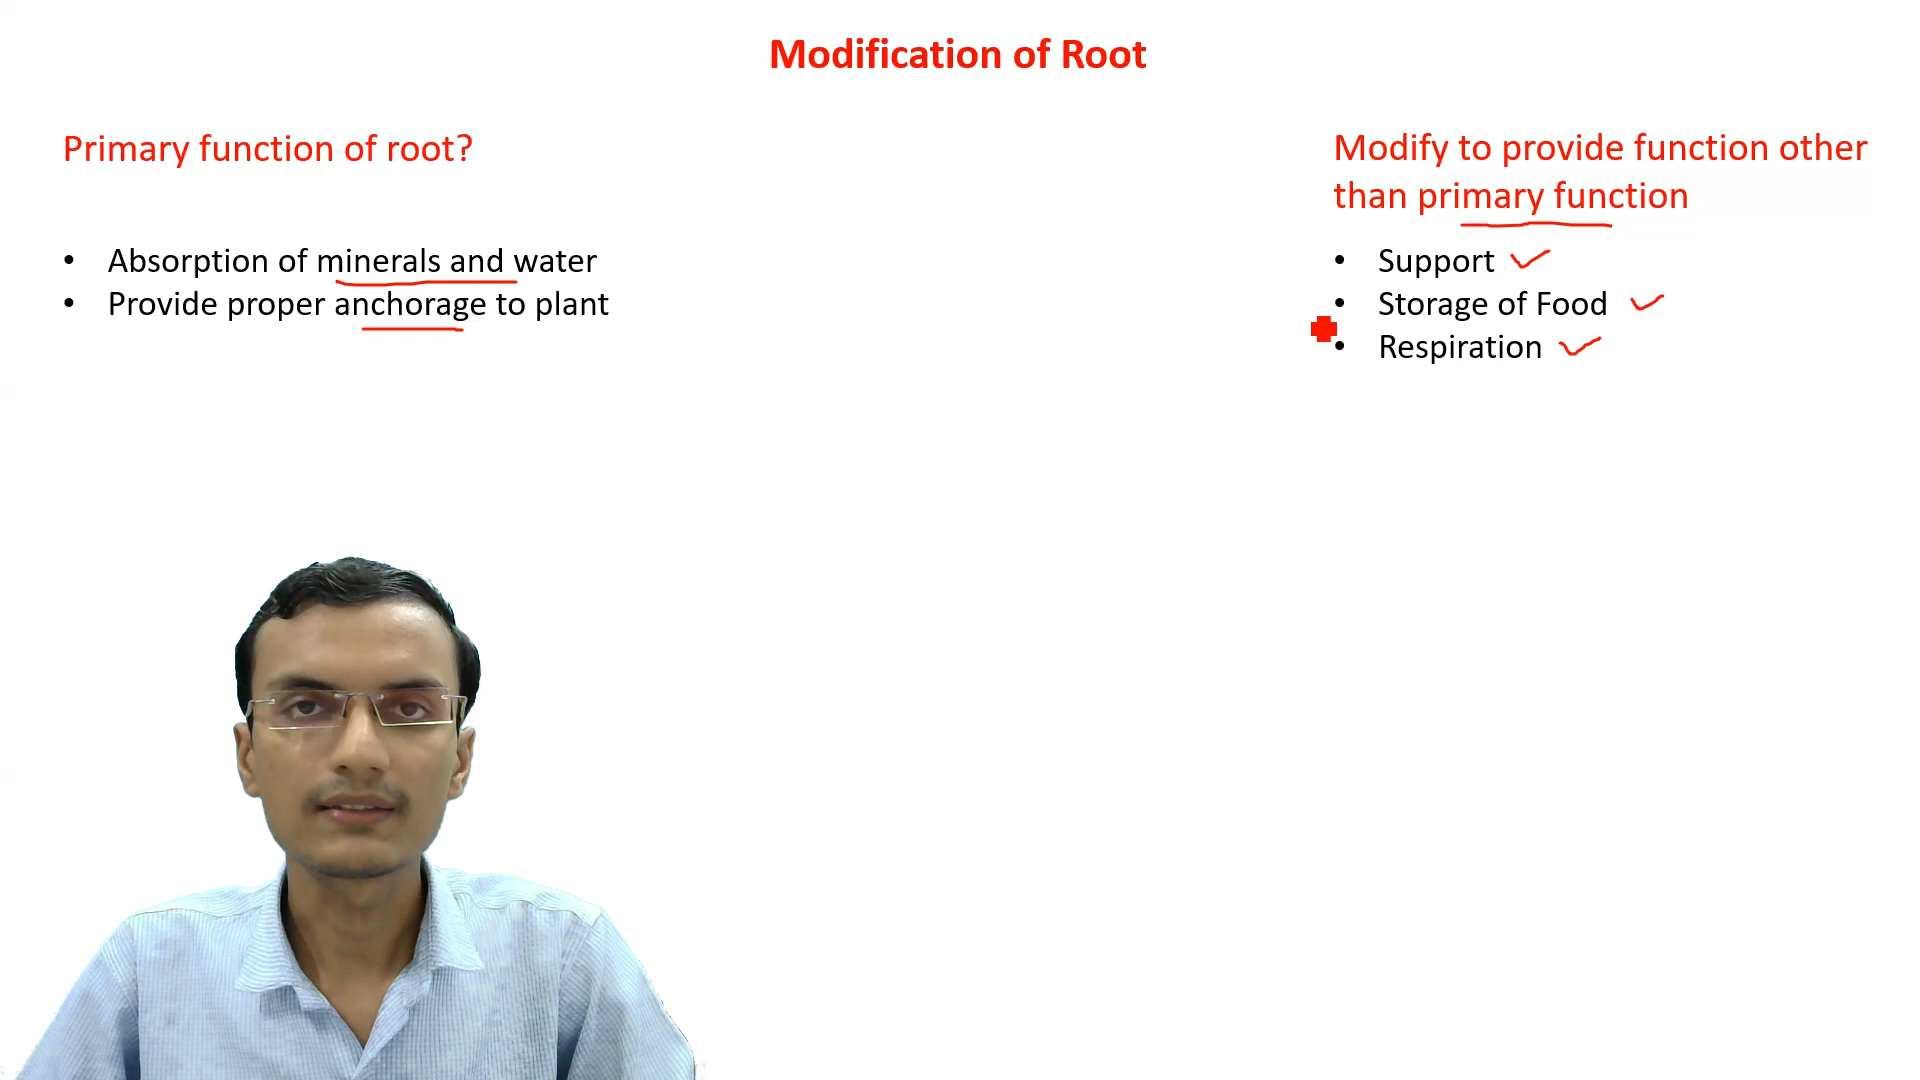 Modification of Root
Primary function of root?
• Absorption of minerals and water
• Provide proper anchorage to plant
Modify to provide function other
than primary function
• Support
• Storage of Food
• Respiration